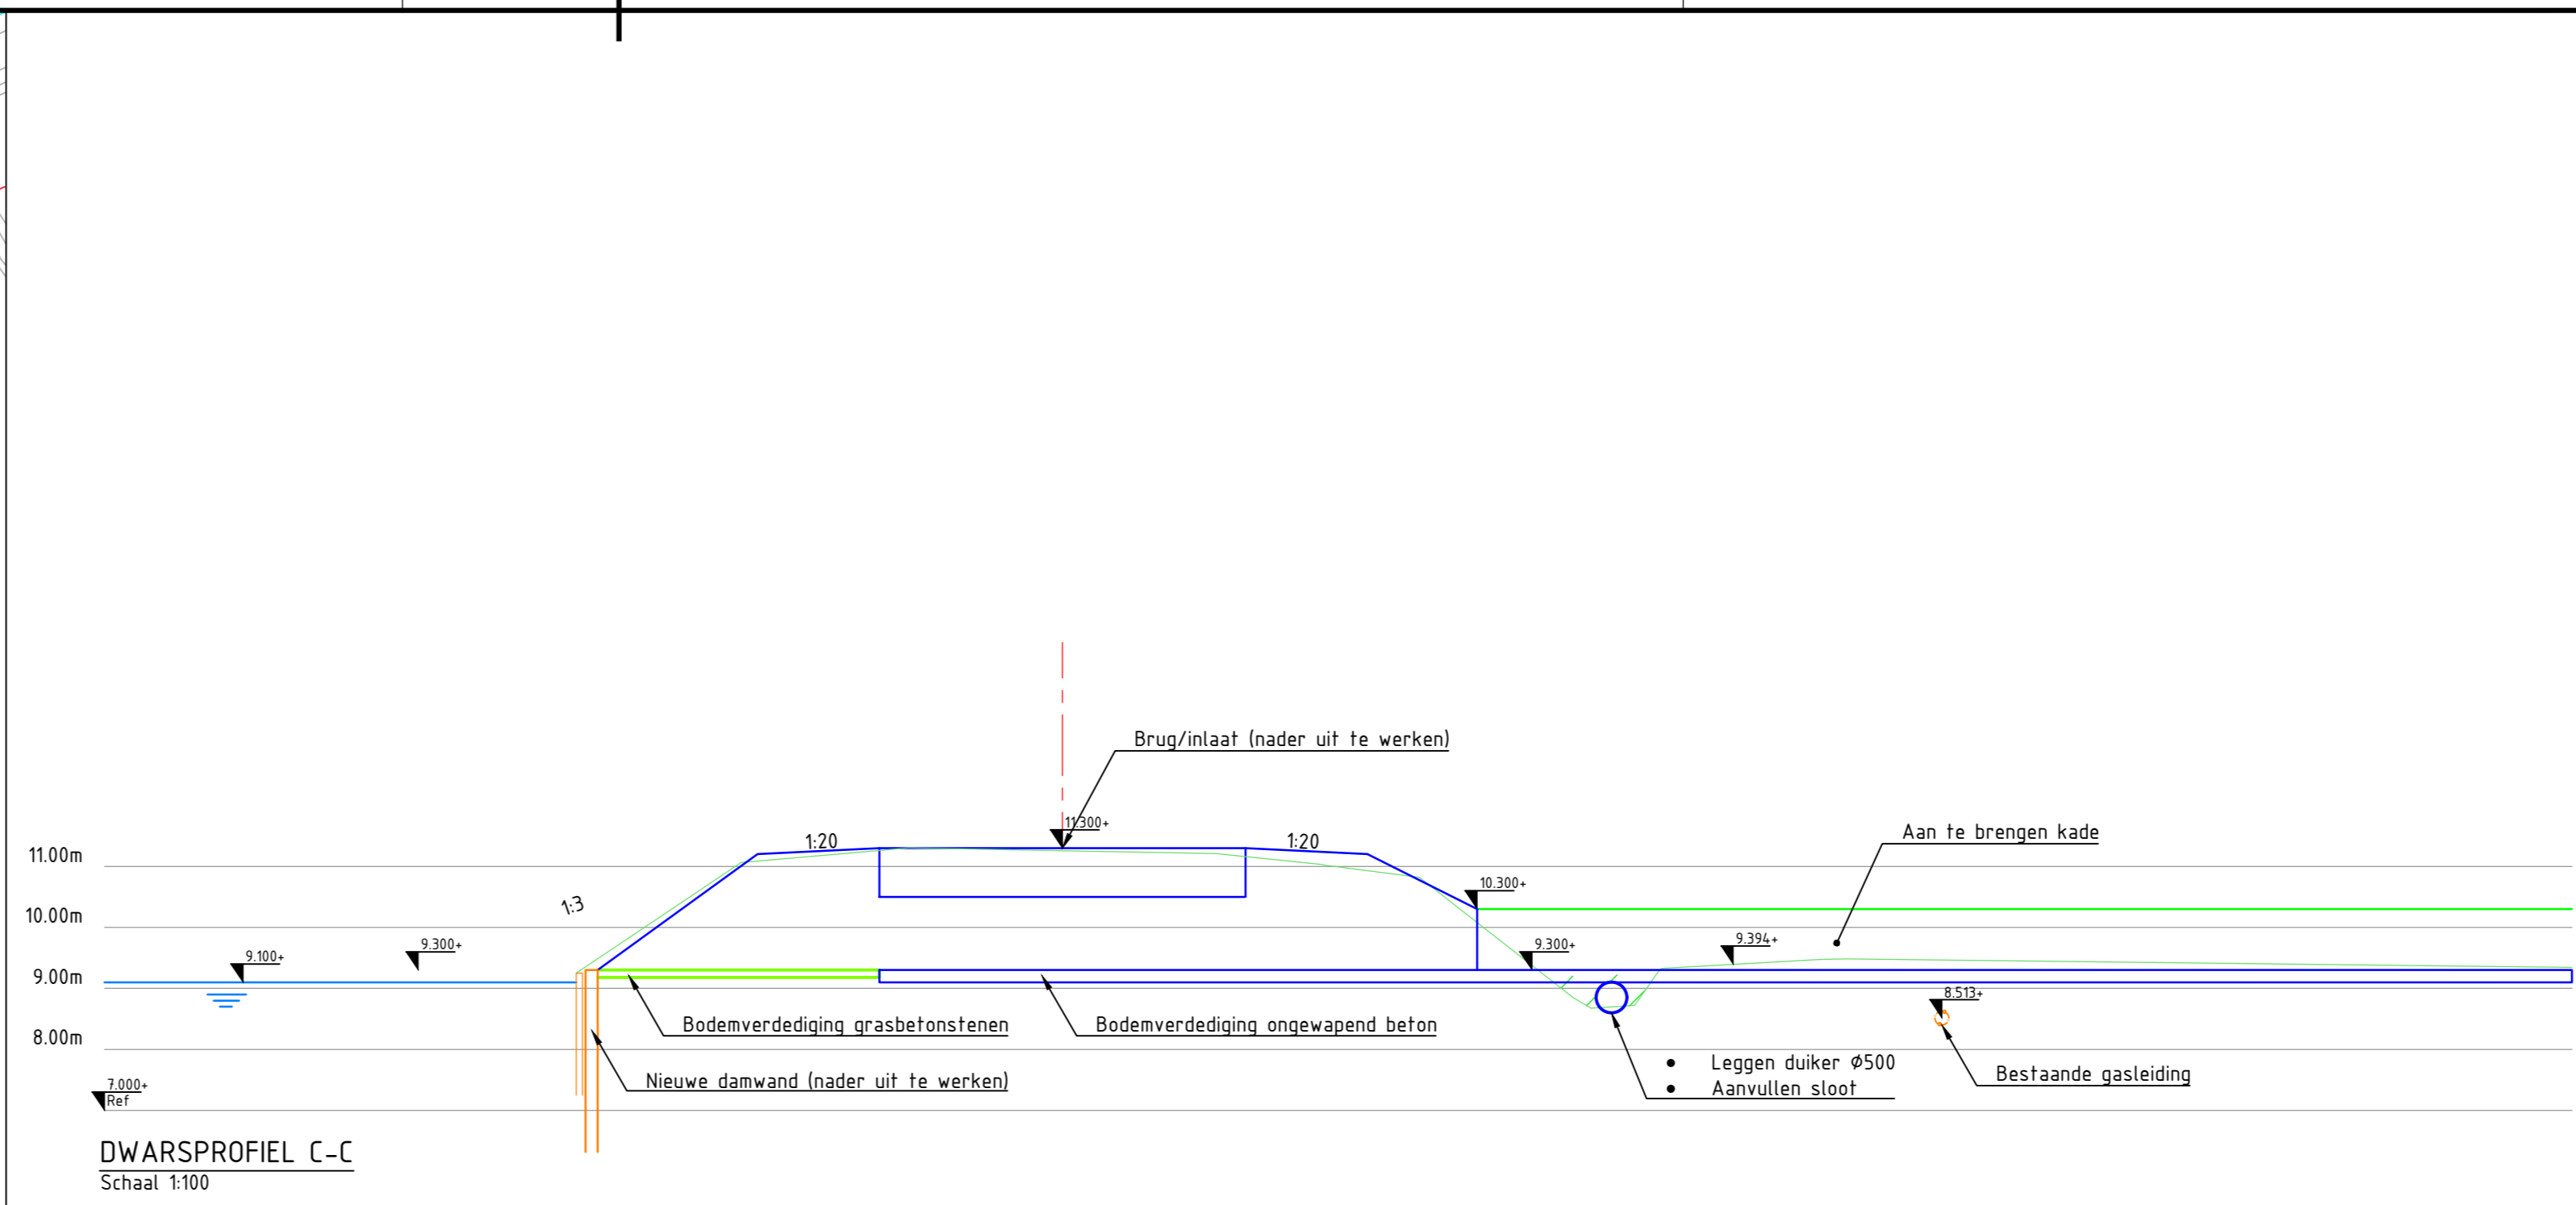 Brug/inlaat (nader uit te werken)
11.300+
Aan te brengen kade
1:20
1:20
11.00m
10.300+
1:3
10.00m
9.100+
9.300+
9.300+
9.394+
9.00m
8.513+
Bodemverdediging grasbetonstenen
Bodemverdediging ongewapend beton
8.00m
• Leggen duiker Ø500
• Aanvullen sloot
Bestaande gasleiding
Nieuwe damwand (nader uit te werken)
7.000+
Ref
DWARSPROFIEL C-C
Schaal 1:100